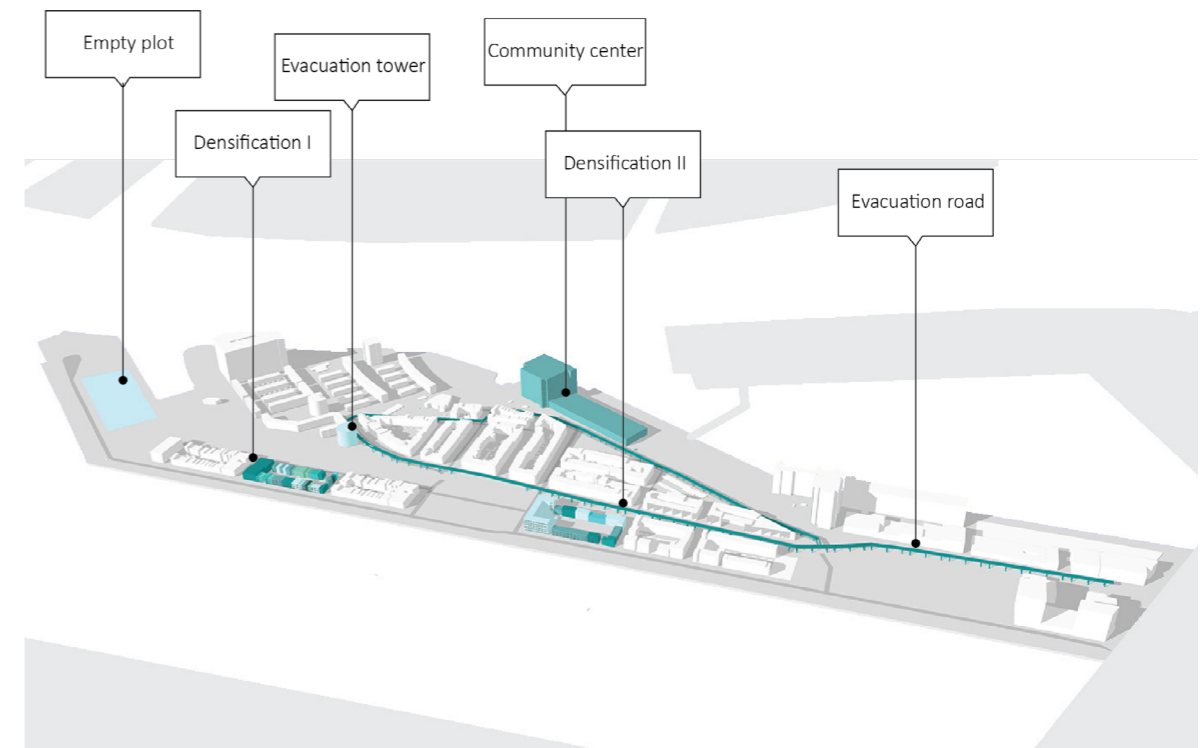 Empty plot
Evacuation tower
Community center
Densification I
Densification II
Evacuation road